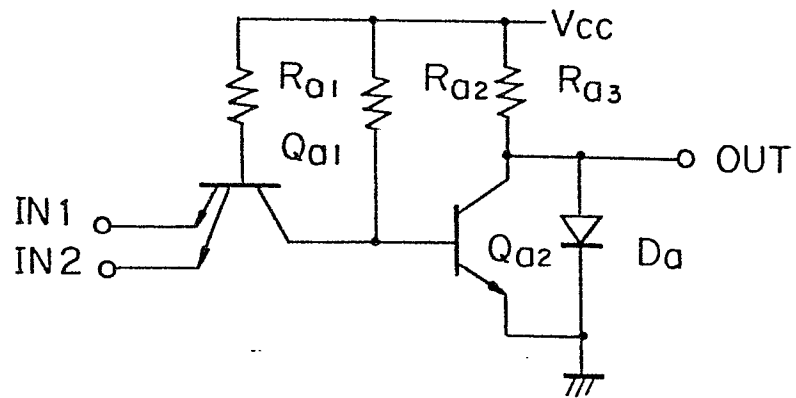 Vcc
Ra1
Ra2
Ra3
Qa1
OUT
IN1
IN2
Qa2
Da